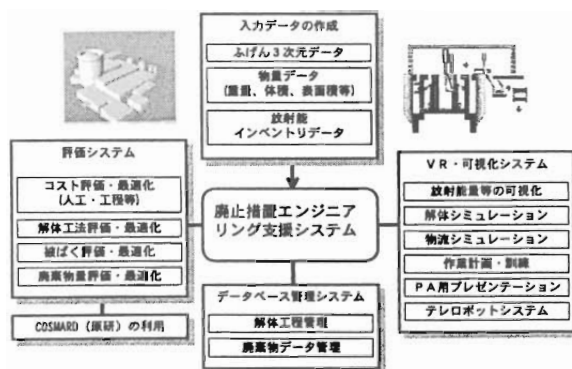 入力データの作成
ふげん3次元データ
物量データ
(重量、体積、表面積等)
放射能
インベントリデータ
評価システム
コスト評価・最適化
(人工・工程等)
解体工法評価・最適化
被ばく評価・最適化
廃棄物量評価・最適化
COSMARD(原研)の利用
廃止措置エンジニア
リング支援システム
データベース管理システム
解体工程管理
廃棄物データ管理
VR・可視化システム
放射能量等の可視化
解体シミュレーション
物流シミュレーション
作業計画・訓練
PA用プレゼンテーション
テレロボットシステム